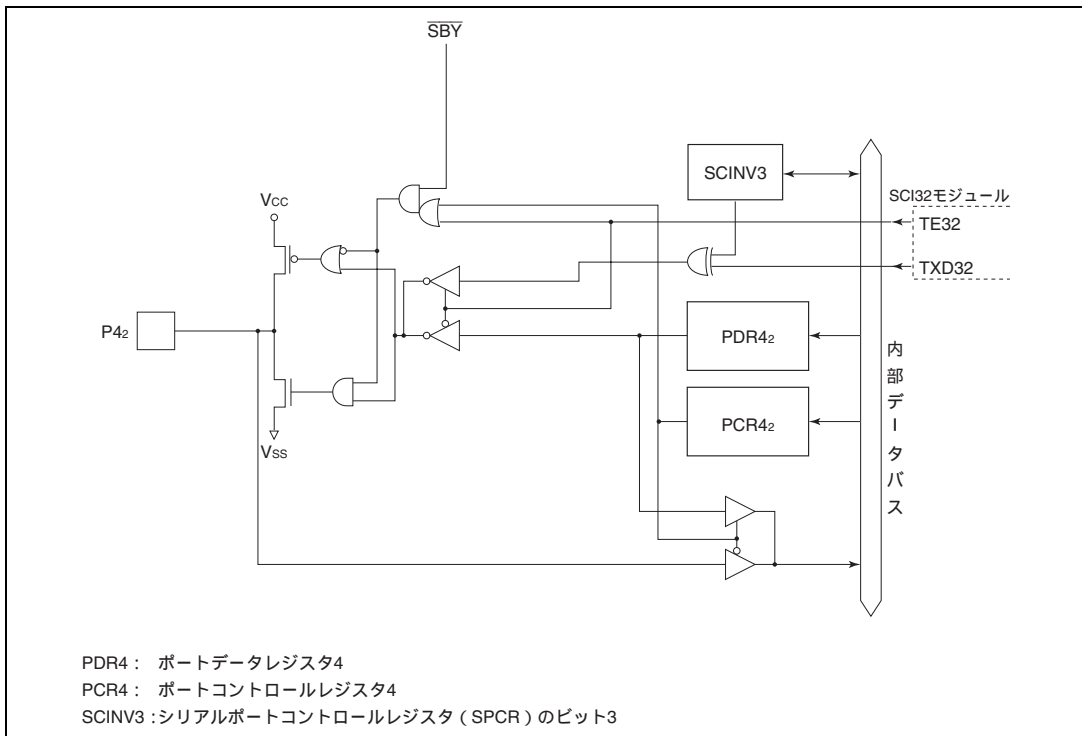 SBY
SCINV3
SCI32モジュール
VCC
TE32
TXD32
P42
PDR42
PCR42
内部データバス
VSS
PDR4： ポートデータレジスタ4
PCR4： ポートコントロールレジスタ4
SCINV3：シリアルポートコントロールレジスタ（SPCR）のビット3